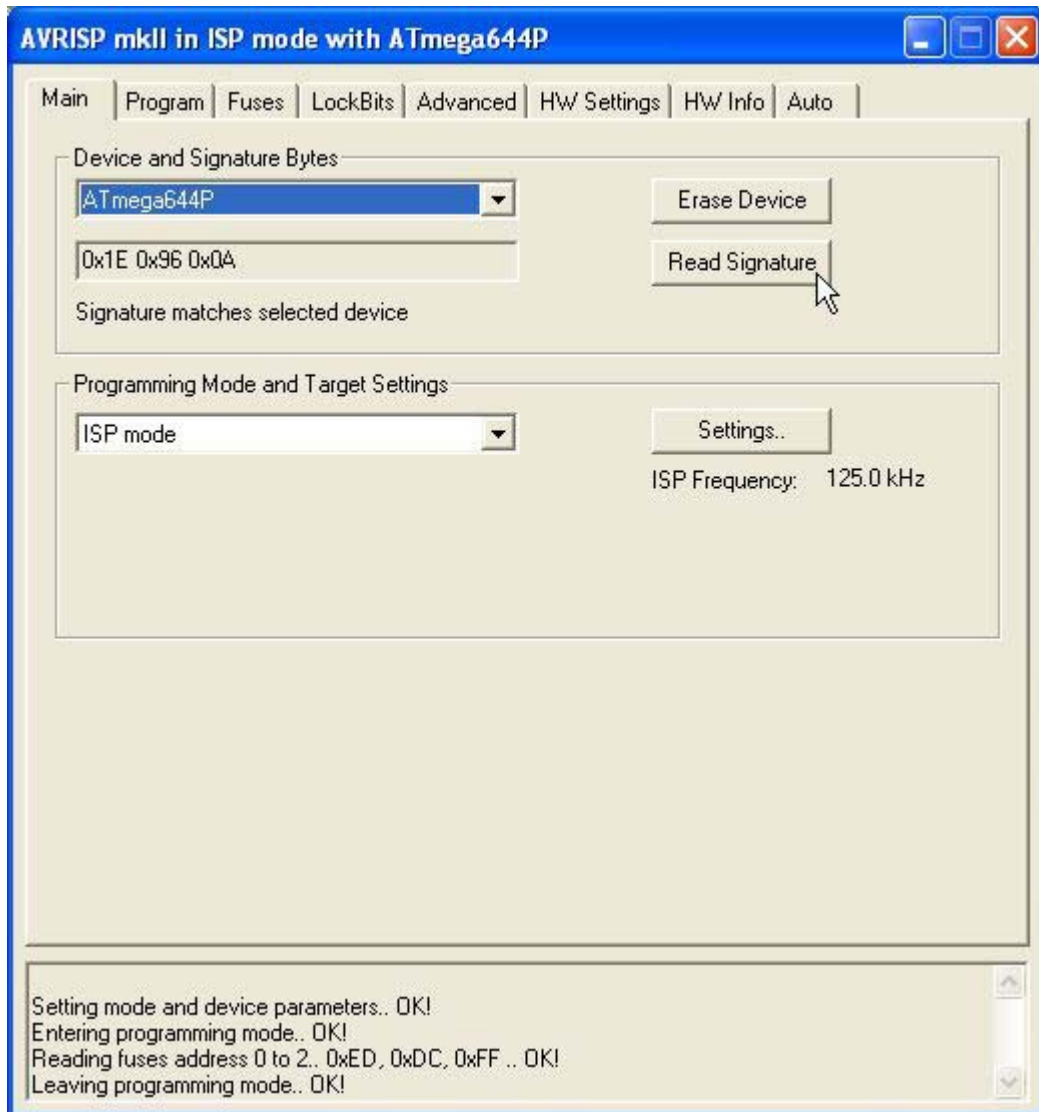 AVRISP mkII in ISP mode with ATmega644P
Main Program Fuses LockBits Advanced HW Settings HW Info Auto
Device and Signature Bytes
ATmega644P Erase Device
0x1E 0x96 0x0A Read Signature
Signature matches selected device
Programming Mode and Target Settings
ISP mode Settings..
ISP Frequency: 125.0 kHz
Setting mode and device parameters.. OK!
Entering programming mode.. OK!
Reading fuses address 0 to 2.. 0xED, 0xDC, 0xFF .. OK!
Leaving programming mode.. OK!